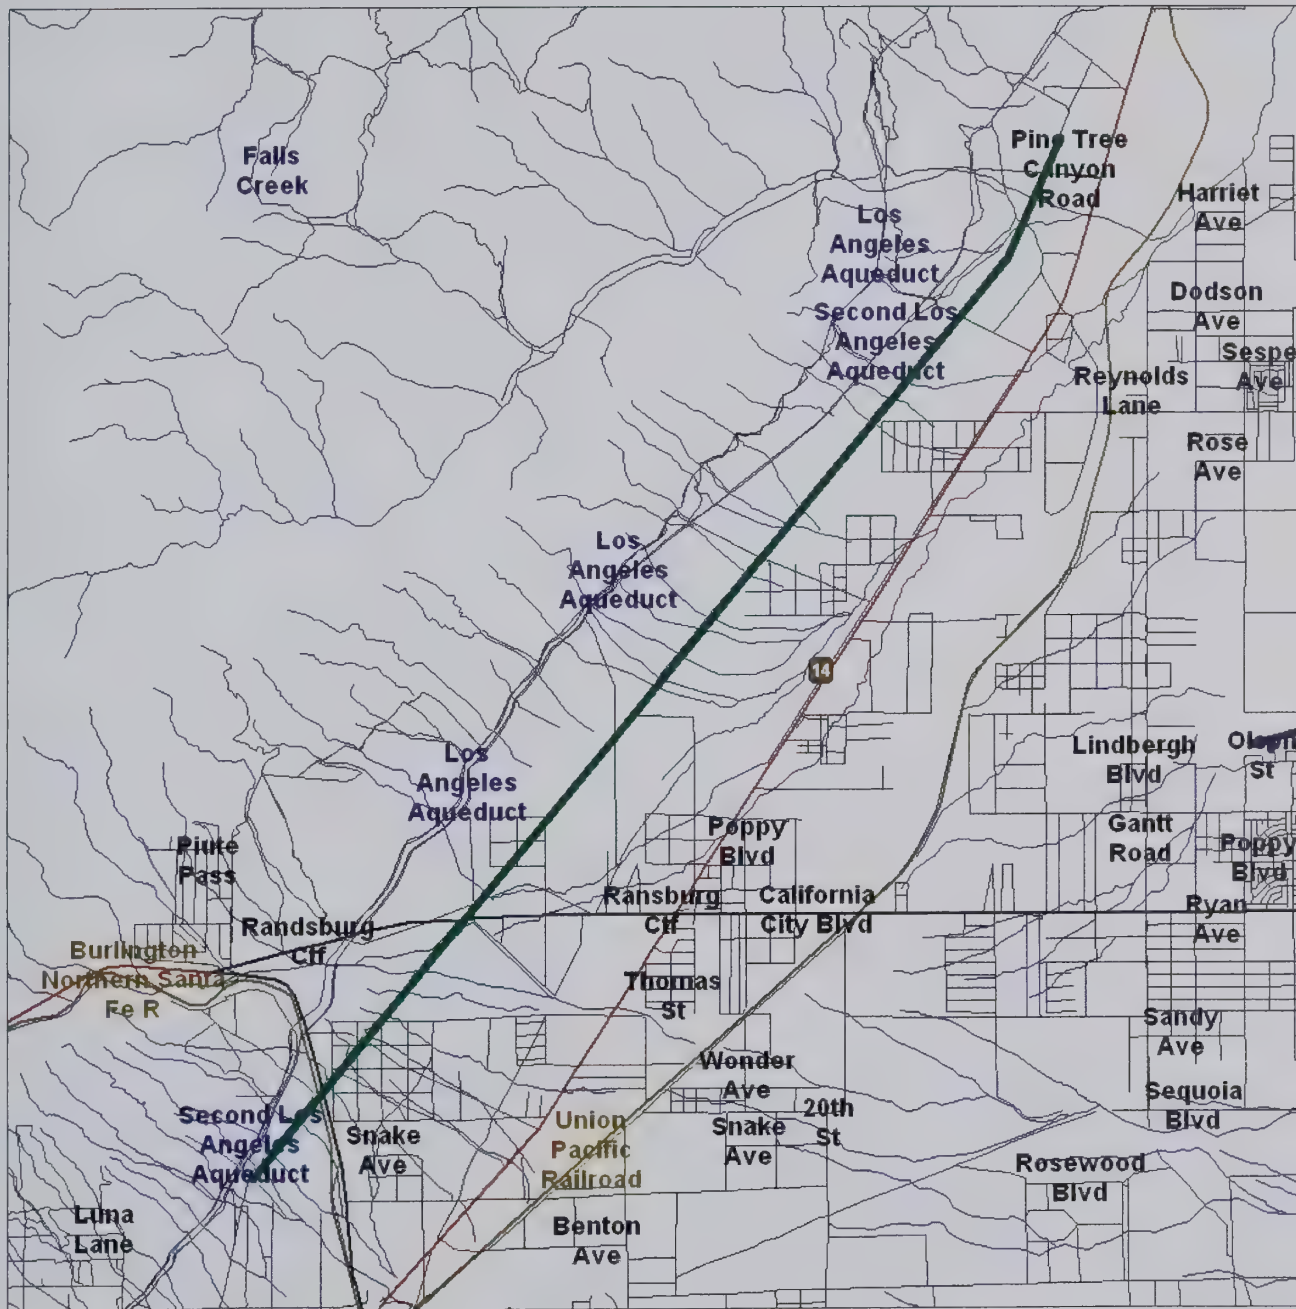 Pine Tree
Canyon
Road
Falls
Creek
Harriet
Ave
Los
Angeles
Aqueduct
Dodson
Ave
Second Los
Angeles
Aqueduct
Sespe
Ave
Reynolds
Lane
Rose
Ave
Los
Angeles
Aqueduct
14
Los
Angeles
Aqueduct
Lindbergh
Blvd
St
Poppy
Blvd
Gantt
Road
Poppy
Blvd
Piute
Pass
Ransburg
Ctf
California
City Blvd
Ryan
Ave
Randsburg
Ctf
Burlington
Northern Santa
Fe R
Thomas
St
Sandy
Ave
Wonder
Ave
Sequoia
Blvd
20th
St
Second Los
Angeles
Aqueduct
Snake
Ave
Union
Pacific
Railroad
Snake
Ave
Rosewood
Blvd
Luna
Lane
Benton
Ave